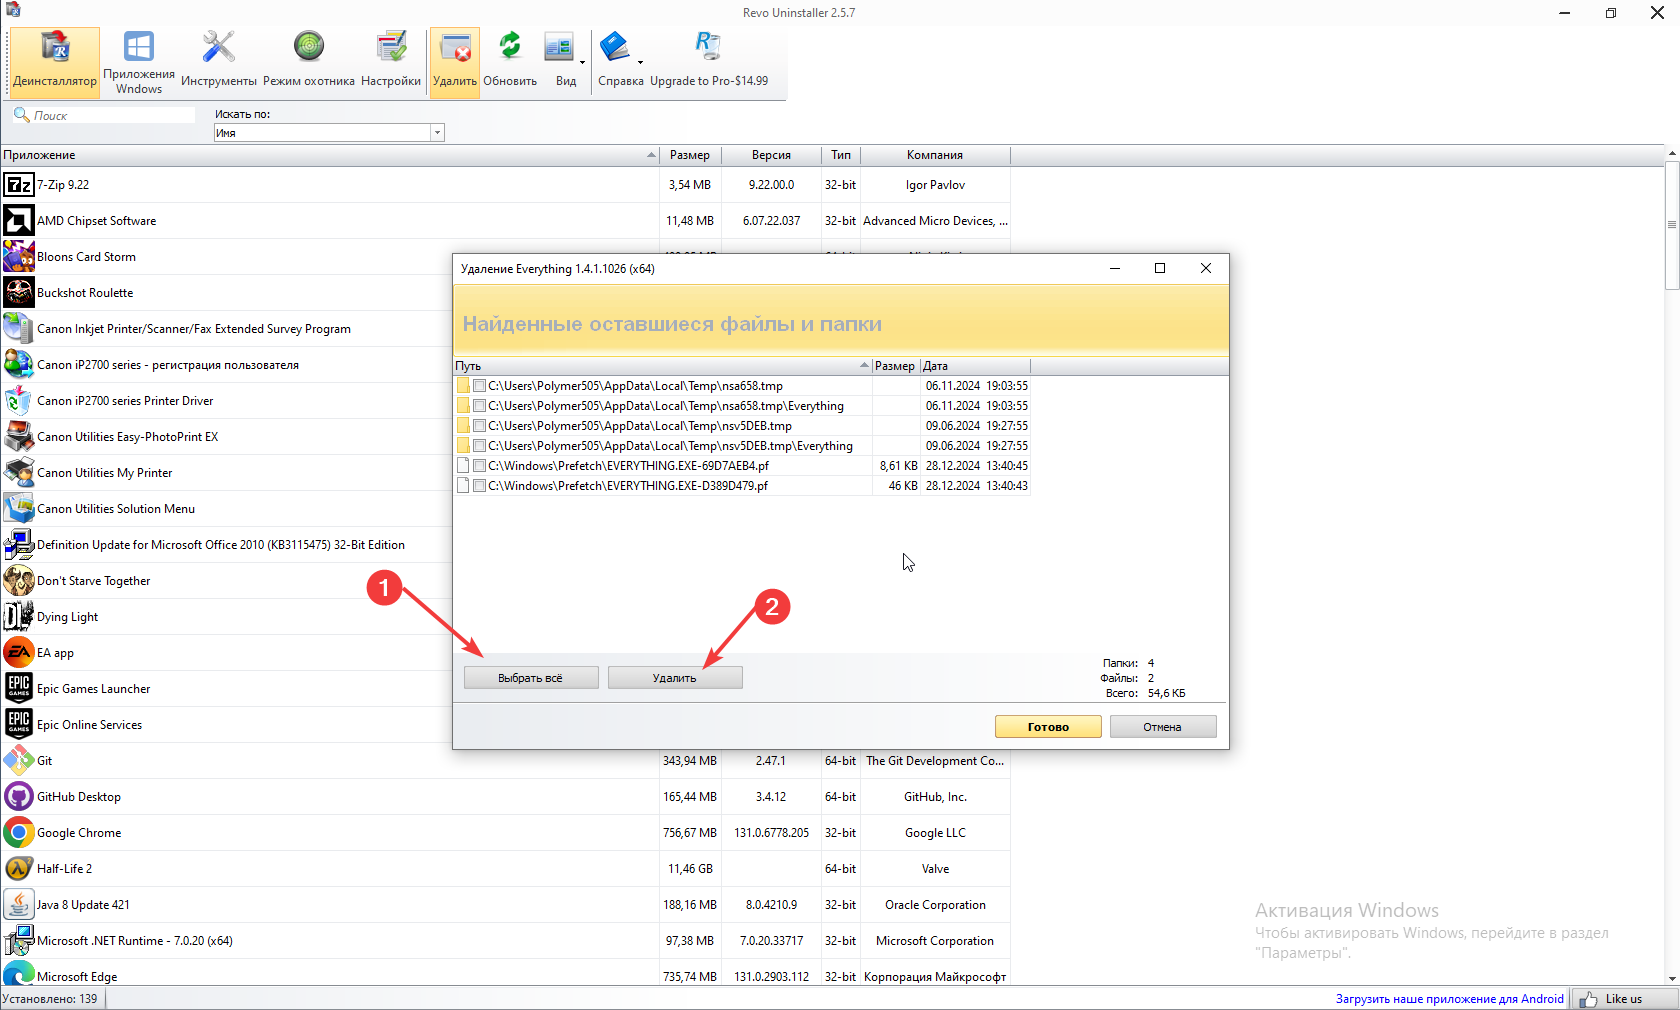 Revo Uninstaller 2.5.7
Деинсталлятор
Приложения Wndows
Инструменты
Режим охотника
Настройки
Удалить
Обновить
Вид
Справка
Upgrade to Pro-$14.99
Поиск
Искать по:
Имя
Приложение Размер Версия Тип Компания
7-Zip 9.22 3,54 MB 9.22.00.0 32-bit Igor Pavlov
AMD Chipset Software 11,48 MB 6.07.22.037 32-bit Advanced Micro Devices, ...
Bloons Card Storm
Buckshot Roulette
Canon Inkjet Printer/Scanner/Fax Extended Survey Program
Canon iP2700 series - регистрация пользователя
Canon iP2700 series Printer Driver
Canon Utilities Easy-PhotoPrint EX
Canon Utilities My Printer
Canon Utilities Solution Menu
Definition Update for Microsoft Office 2010 (KB3115475) 32-Bit Edition
Don't Starve Together
Dying Light
EA app
Epic Games Launcher
Epic Online Services
Git 343,94 MB 2.47.1 64-bit The Git Development Co...
GitHub Desktop 165,44 MB 3.4.12 64-bit GitHub, Inc.
Google Chrome 756,67 MB 131.0.6778.205 32-bit Google LLC
Half-Life 2 11,46 GB 64-bit Valve
Java 8 Update 421 188,16 MB 8.0.4210.9 32-bit Oracle Corporation
Microsoft .NET Runtime - 7.0.20 (x64) 97,38 MB 7.0.20.33717 32-bit Microsoft Corporation
Microsoft Edge 735,74 MB 131.0.2903.112 32-bit Корпорация Майкрософт
Удаление Everything 1.4.1.1026 (x64)
Найденные оставшиеся файлы и папки
Путь Размер Дата
C:\Users\Polymer505\AppData\Local\Temp\nsa658.tmp 06.11.2024 19:03:55
C:\Users\Polymer505\AppData\Local\Temp\nsa658.tmp\Everything 06.11.2024 19:03:55
C:\Users\Polymer505\AppData\Local\Temp\nsv5DEB.tmp 09.06.2024 19:27:55
C:\Users\Polymer505\AppData\Local\Temp\nsv5DEB.tmp\Everything 09.06.2024 19:27:55
C:\Windows\Prefetch\EVERYTHING.EXE-69D7AEB4.pf 8,61 KB 28.12.2024 13:40:45
C:\Windows\Prefetch\EVERYTHING.EXE-D389D479.pf 46 KB 28.12.2024 13:40:43
1
2
Выбрать всё
Удалить
Папки: 4
Файлы: 2
Всего: 54,6 КБ
Готово
Отмена
Активация Windows
Чтобы активировать Windows, перейдите в раздел
"Параметры".
Установлено: 139
Загрузить наше приложение для Android
Like us